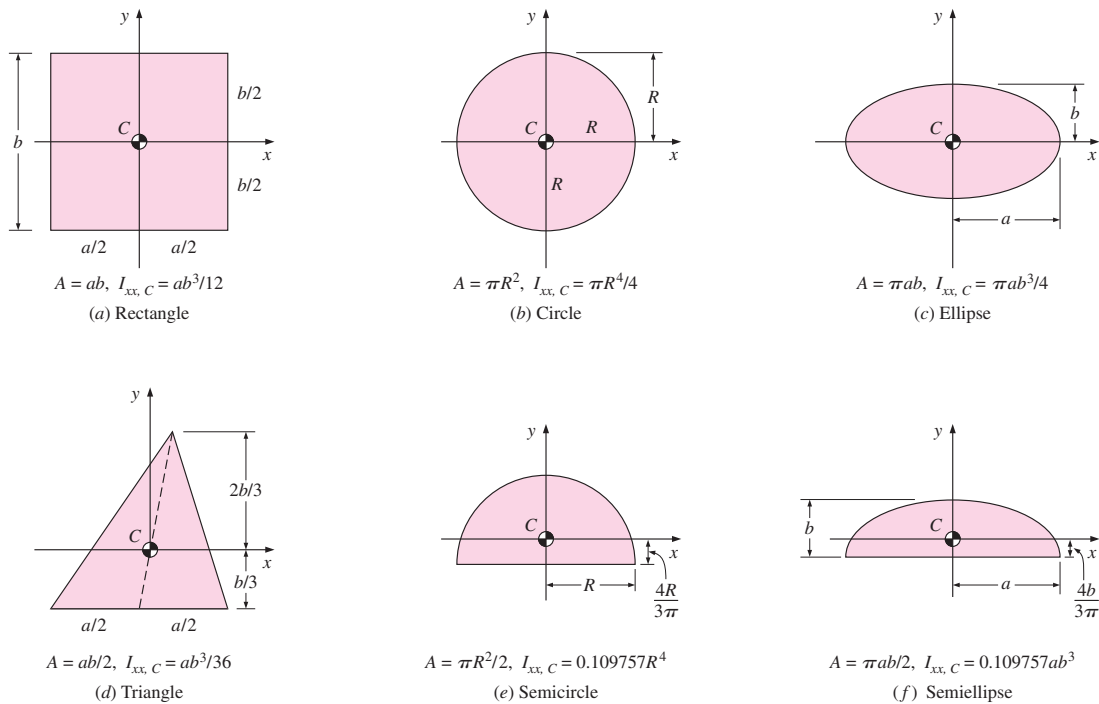 y
b
C
b/2
x
b/2
a/2 a/2
A = ab, I_xx, C = ab³/12
(a) Rectangle
y
R
C
R
x
R
A = πR², I_xx, C = πR⁴/4
(b) Circle
y
b
C
x
a
A = πab, I_xx, C = πab³/4
(c) Ellipse
y
2b/3
C
x
b/3
a/2 a/2
A = ab/2, I_xx, C = ab³/36
(d) Triangle
y
C
x
R
4R/3π
A = πR²/2, I_xx, C = 0.109757R⁴
(e) Semicircle
y
b
C
x
a
4b/3π
A = πab/2, I_xx, C = 0.109757ab³
(f) Semiellipse